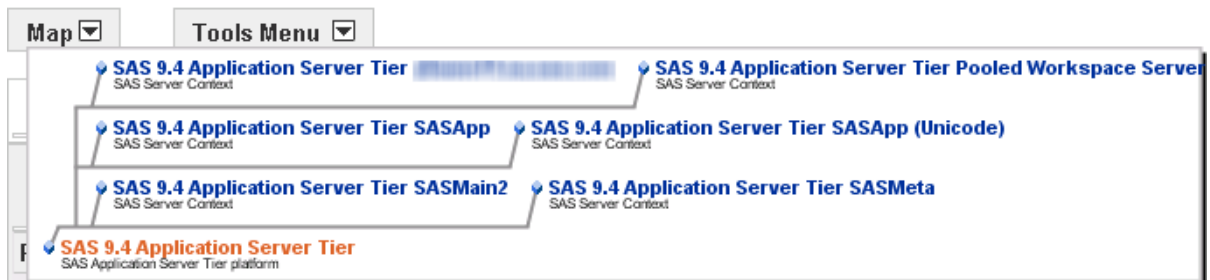 Map
Tools Menu
SAS 9.4 Application Server Tier
SAS Server Context
SAS 9.4 Application Server Tier Pooled Workspace Server
SAS Server Context
SAS 9.4 Application Server Tier SASApp
SAS Server Context
SAS 9.4 Application Server Tier SASApp (Unicode)
SAS Server Context
SAS 9.4 Application Server Tier SASMain2
SAS Server Context
SAS 9.4 Application Server Tier SASMeta
SAS Server Context
SAS 9.4 Application Server Tier
SAS Application Server Tier platform